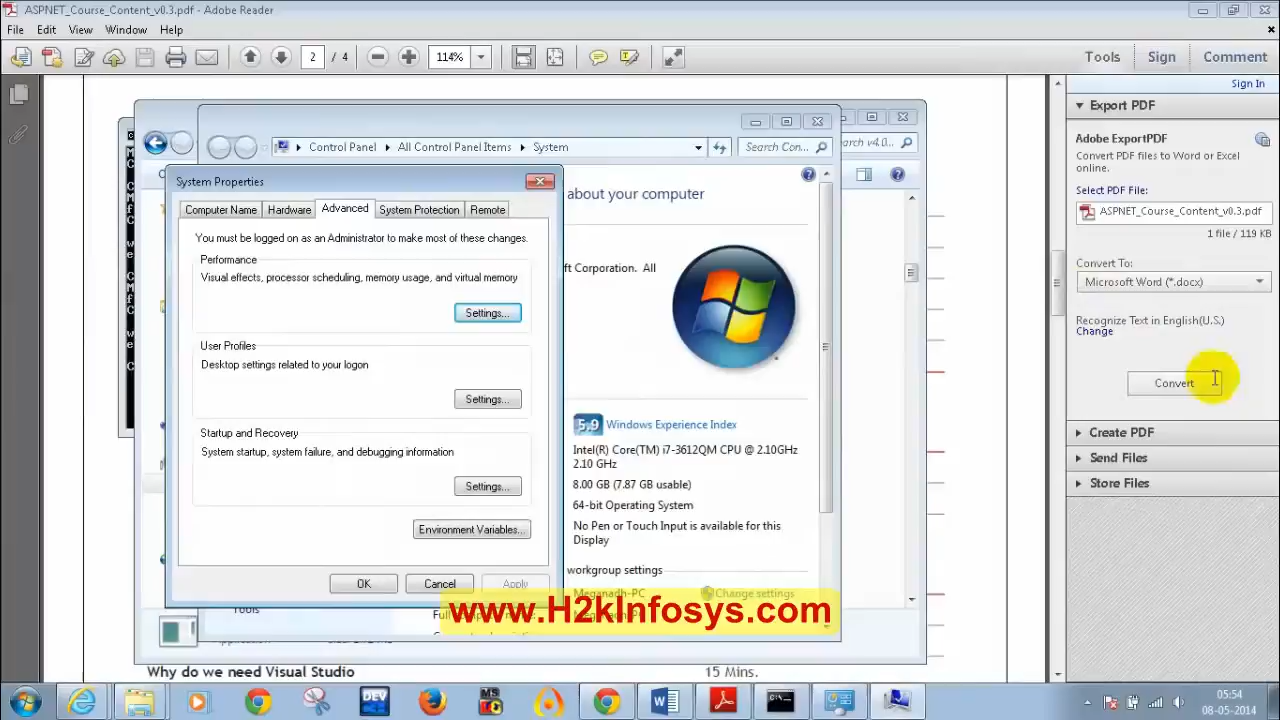 ASPNET_Course_Content_v0.3.pdf - Adobe Reader
File Edit View Window Help
2 / 4 114% Tools Sign Comment
Sign In
Export PDF
Adobe ExportPDF
Convert PDF files to Word or Excel
online.
Select PDF File:
ASPNET_Course_Content_v0.3.pdf
1 file / 119 KB
Convert To:
Microsoft Word (*.docx)
Recognize Text in English(U.S.)
Change
Convert
Create PDF
Send Files
Store Files
Control Panel All Control Panel Items System Search Con...
arch v4.0...
System Properties
Computer Name Hardware Advanced System Protection Remote
You must be logged on as an Administrator to make most of these changes.
Performance
Visual effects, processor scheduling, memory usage, and virtual memory
Settings...
User Profiles
Desktop settings related to your logon
Settings...
Startup and Recovery
System startup, system failure, and debugging information
Settings...
Environment Variables...
OK Cancel Apply
about your computer
ft Corporation. All
5.9 Windows Experience Index
Intel(R) Core(TM) i7-3612QM CPU @ 2.10GHz
2.10 GHz
8.00 GB (7.87 GB usable)
64-bit Operating System
No Pen or Touch Input is available for this
Display
workgroup settings
Meganadh-PC Change settings
www.H2kInfosys.com
Tools
Why do we need Visual Studio 15 Mins.
DEV
MS
05:54
08-05-2014